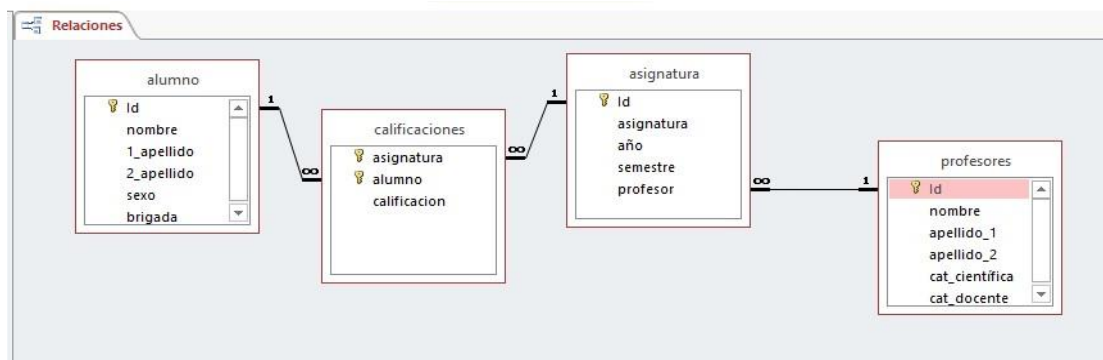 Relaciones
alumno
Id
nombre
1_apellido
2_apellido
sexo
brigada
1
∞
calificaciones
asignatura
alumno
calificacion
1
∞
asignatura
Id
asignatura
año
semestre
profesor
∞
1
profesores
Id
nombre
apellido_1
apellido_2
cat_científica
cat_docente